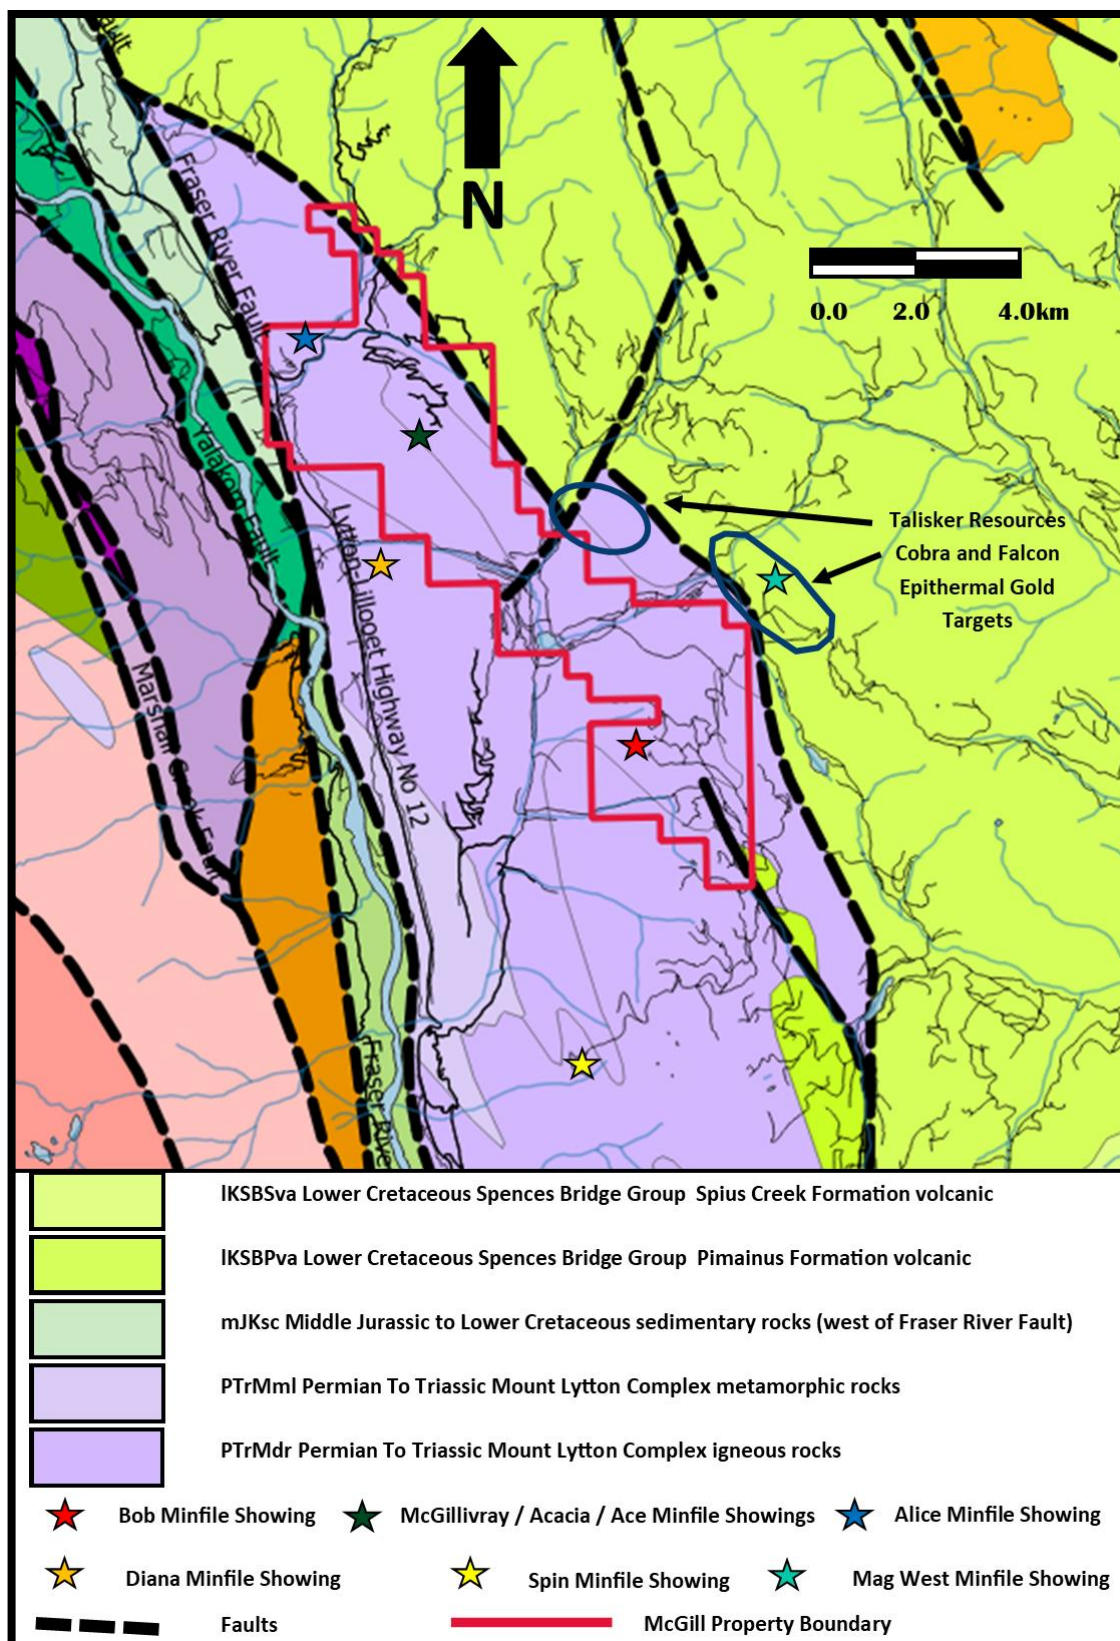 Fault
N
Fraser River Fault
0.0 2.0 4.0km
Yalakom Fault
Talisker Resources
Cobra and Falcon
Epithermal Gold
Targets
Lytton-Lillooet Highway No 12
Marshall Creek Fault
Fraser River
lKSBSva Lower Cretaceous Spences Bridge Group Spius Creek Formation volcanic
lKSBPva Lower Cretaceous Spences Bridge Group Pimainus Formation volcanic
mJKsc Middle Jurassic to Lower Cretaceous sedimentary rocks (west of Fraser River Fault)
PTrMml Permian To Triassic Mount Lytton Complex metamorphic rocks
PTrMdr Permian To Triassic Mount Lytton Complex igneous rocks
Bob Minfile Showing McGillivray / Acacia / Ace Minfile Showings Alice Minfile Showing
Diana Minfile Showing Spin Minfile Showing Mag West Minfile Showing
Faults McGill Property Boundary